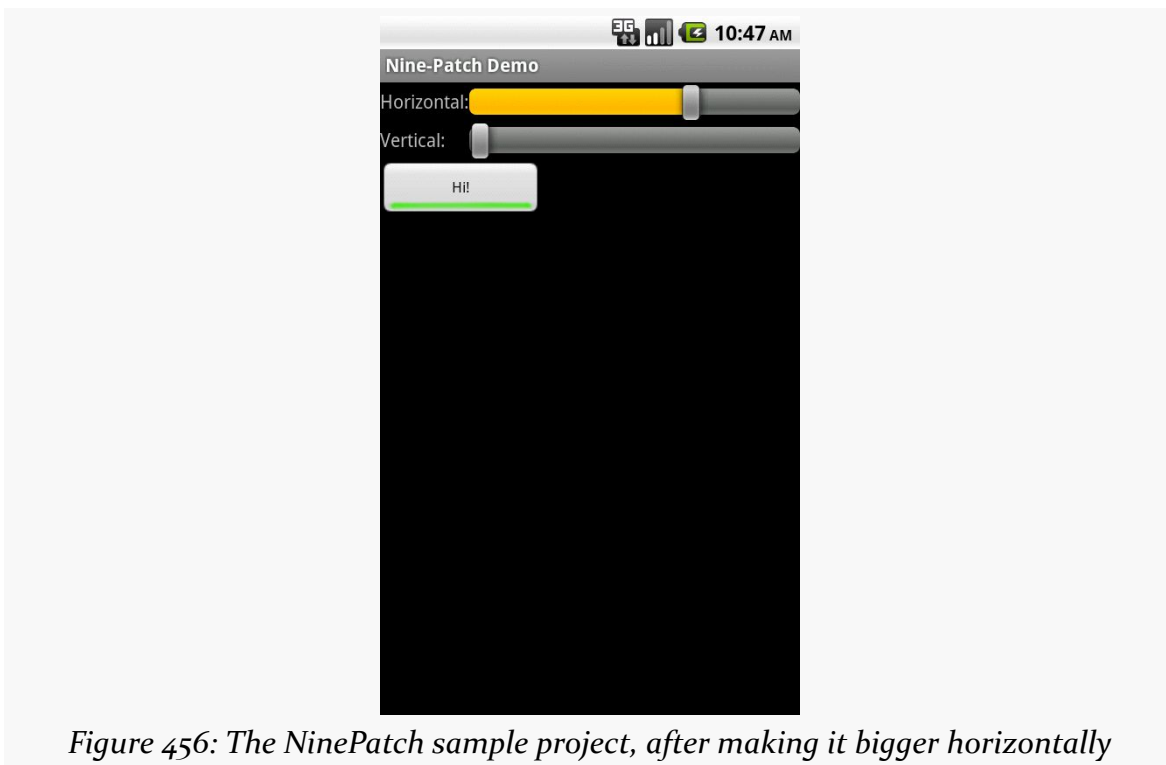 3G 10:47 AM
Nine-Patch Demo
Horizontal:
Vertical:
Hi!
Figure 456: The NinePatch sample project, after making it bigger horizontally